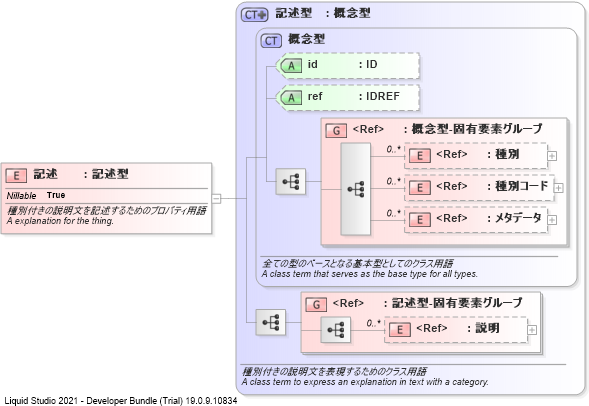 CT 記述型 : 概念型
CT 概念型
A id : ID
A ref : IDREF
G <Ref> : 概念型-固有要素グループ
0..*
E <Ref> : 種別
0..*
E <Ref> : 種別コード
0..*
E <Ref> : メタデータ
E 記述 : 記述型
Nillable True
種別付きの説明文を記述するためのプロパティ用語
A explanation for the thing.
全ての型のベースとなる基本型としてのクラス用語
A class term that serves as the base type for all types.
G <Ref> : 記述型-固有要素グループ
0..*
E <Ref> : 説明
種別付きの説明文を表現するためのクラス用語
A class term to express an explanation in text with a category.
Liquid Studio 2021 - Developer Bundle (Trial) 19.0.9.10834